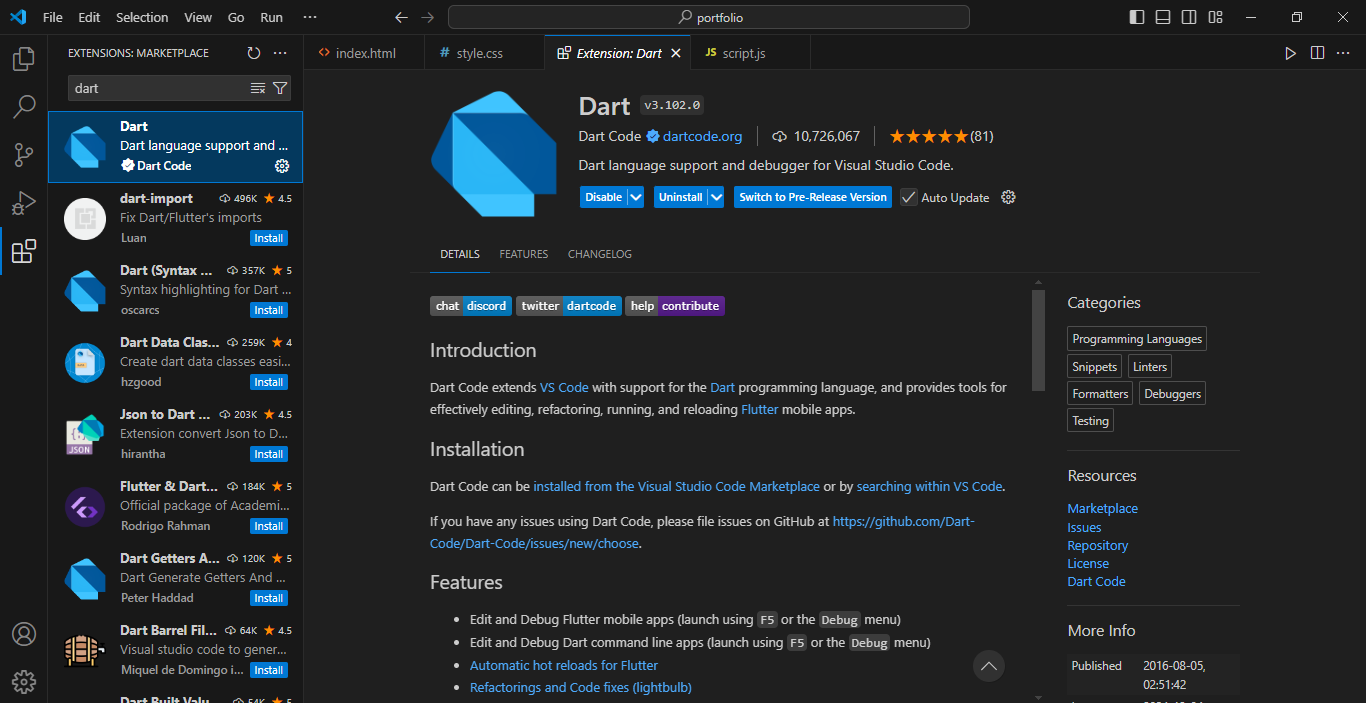 File Edit Selection View Go Run ···
portfolio
EXTENSIONS: MARKETPLACE
dart
Dart
Dart language support and ...
Dart Code
dart-import 496K 4.5
Fix Dart/Flutter's imports
Luan Install
Dart (Syntax ... 357K 5
Syntax highlighting for Dart ...
oscarcs Install
Dart Data Clas... 259K 4
Create dart data classes easi...
hzgood Install
Json to Dart ... 203K 4.5
Extension convert Json to D...
hirantha Install
JSON
Flutter & Dart... 184K 5
Official package of Academi...
Rodrigo Rahman Install
Dart Getters A... 120K 5
Dart Generate Getters And ...
Peter Haddad Install
Dart Barrel Fil... 64K 4.5
Visual studio code to gener...
Miquel de Domingo i... Install
Dart Built Valu... 54K 5
index.html
# style.css
Extension: Dart
JS script.js
Dart v3.102.0
Dart Code dartcode.org 10,726,067 (81)
Dart language support and debugger for Visual Studio Code.
Disable Uninstall Switch to Pre-Release Version Auto Update
DETAILS FEATURES CHANGELOG
chat discord twitter dartcode help contribute
Introduction
Dart Code extends VS Code with support for the Dart programming language, and provides tools for
effectively editing, refactoring, running, and reloading Flutter mobile apps.
Installation
Dart Code can be installed from the Visual Studio Code Marketplace or by searching within VS Code.
If you have any issues using Dart Code, please file issues on GitHub at https://github.com/Dart-
Code/Dart-Code/issues/new/choose.
Features
• Edit and Debug Flutter mobile apps (launch using F5 or the Debug menu)
• Edit and Debug Dart command line apps (launch using F5 or the Debug menu)
• Automatic hot reloads for Flutter
• Refactorings and Code fixes (lightbulb)
Categories
Programming Languages
Snippets Linters
Formatters Debuggers
Testing
Resources
Marketplace
Issues
Repository
License
Dart Code
More Info
Published 2016-08-05,
02:51:42